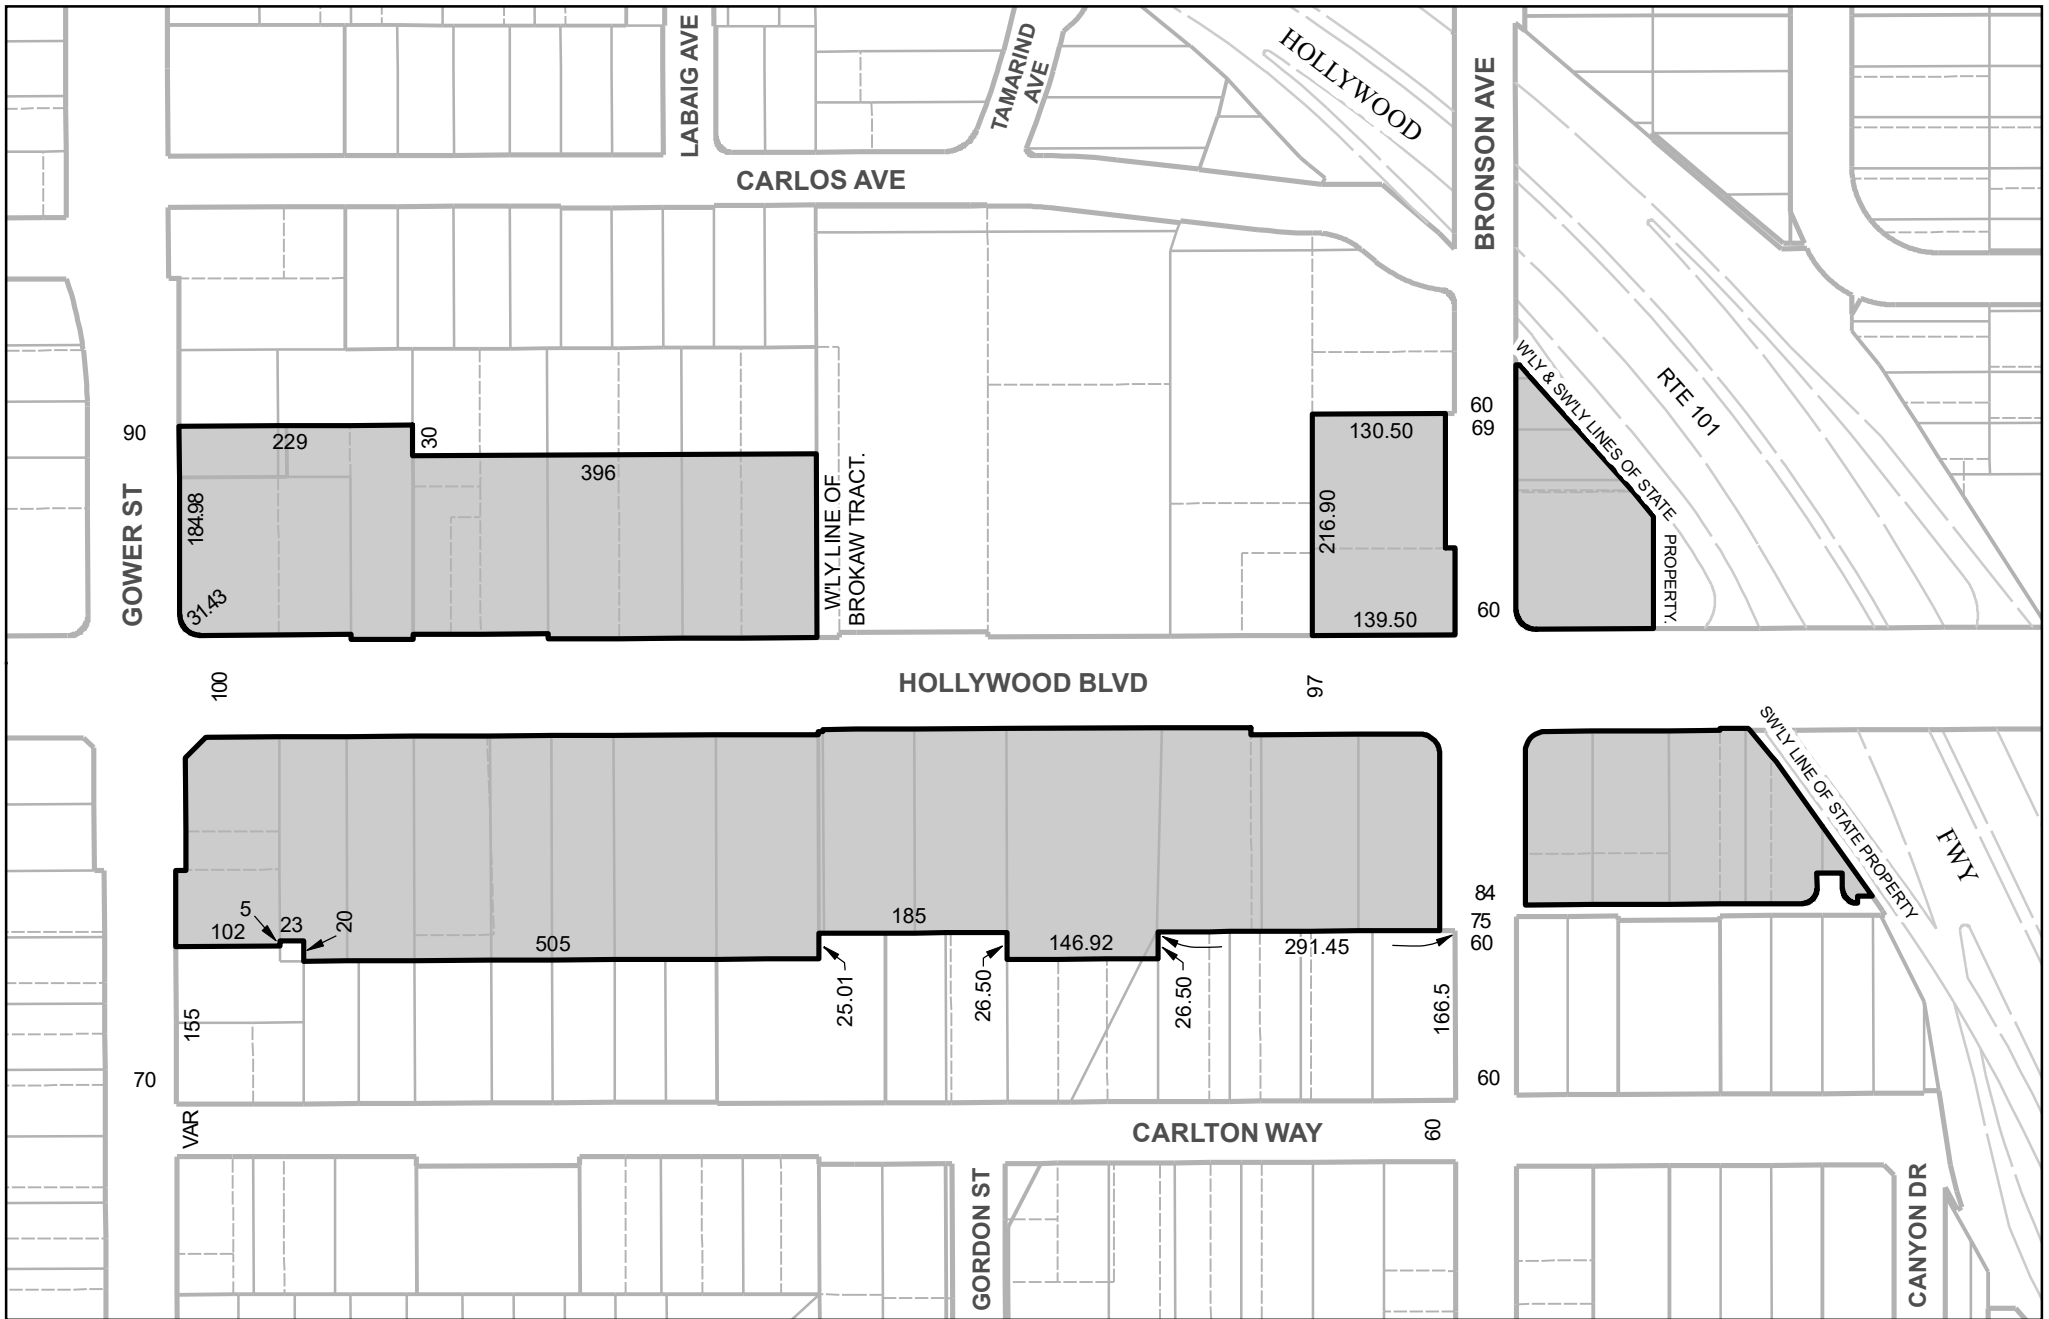 LABAIG AVE
TAMARIND
AVE
HOLLYWOOD
BRONSON AVE
CARLOS AVE
W'LY & SW'LY LINES OF STATE
PROPERTY.
RTE 101
90
229
30
396
60
69
130.50
GOWER ST
184.98
31.43
W'LY LINE OF
BROKAW TRACT.
216.90
139.50
60
100
HOLLYWOOD BLVD
97
SW'LY LINE OF STATE PROPERTY
FWY
5
23
20
102
505
185
146.92
291.45
84
75
60
25.01
26.50
26.50
166.5
155
70
60
VAR
CARLTON WAY
60
GORDON ST
CANYON DR